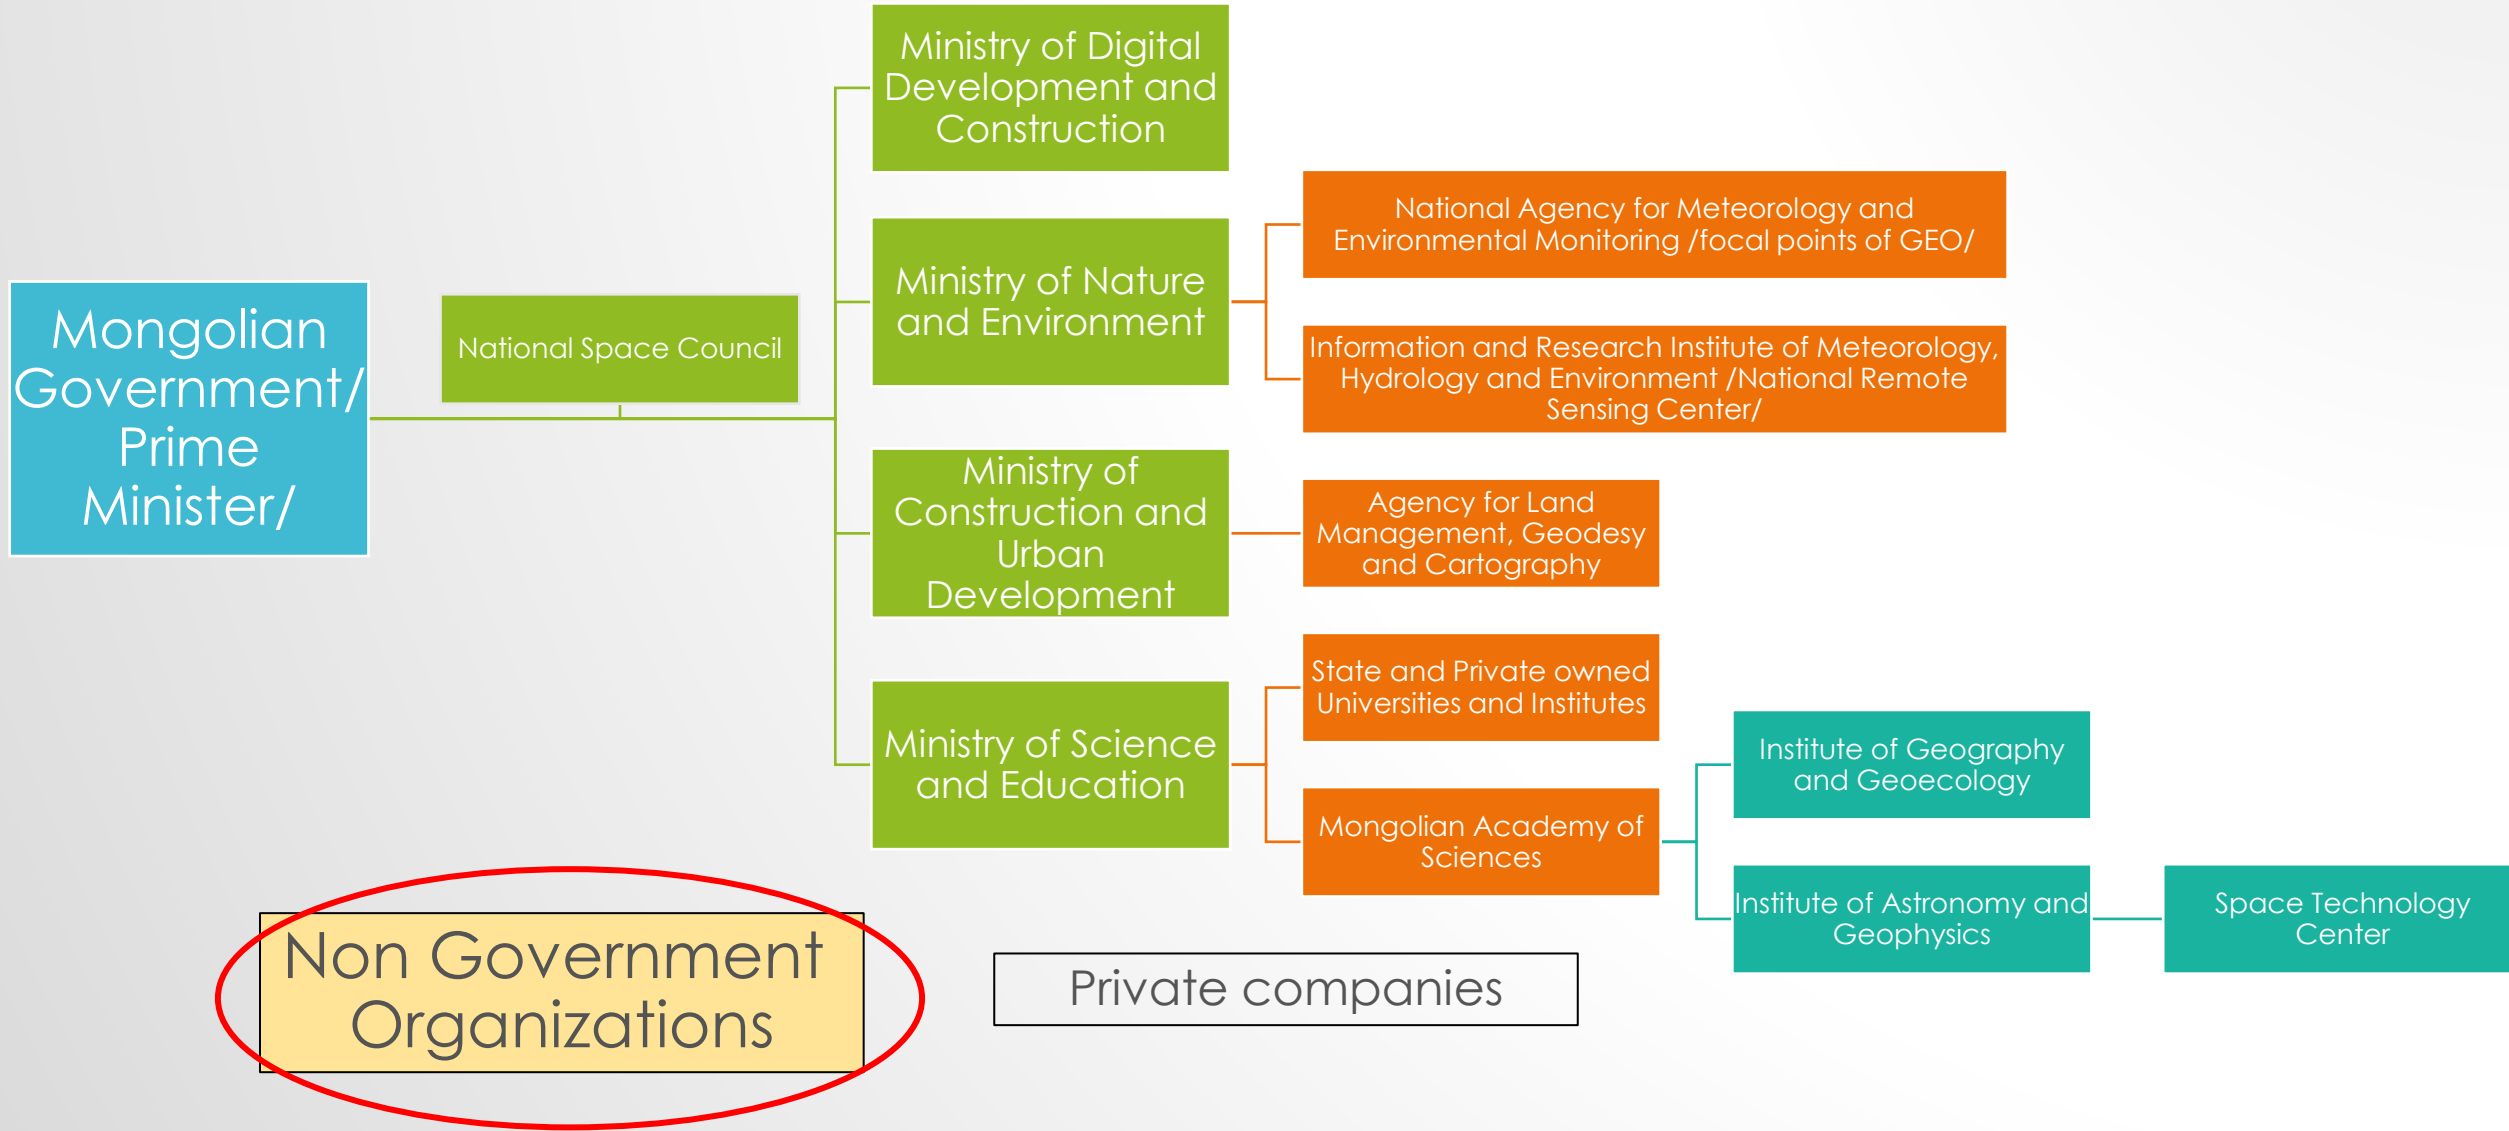 Mongolian
Government/
Prime
Minister/
National Space Council
Ministry of Digital
Development and
Construction
Ministry of Nature
and Environment
National Agency for Meteorology and
Environmental Monitoring /focal points of GEO/
Information and Research Institute of Meteorology,
Hydrology and Environment /National Remote
Sensing Center/
Ministry of
Construction and
Urban
Development
Agency for Land
Management, Geodesy
and Cartography
Ministry of Science
and Education
State and Private owned
Universities and Institutes
Mongolian Academy of
Sciences
Institute of Geography
and Geoecology
Institute of Astronomy and
Geophysics
Space Technology
Center
Non Government
Organizations
Private companies